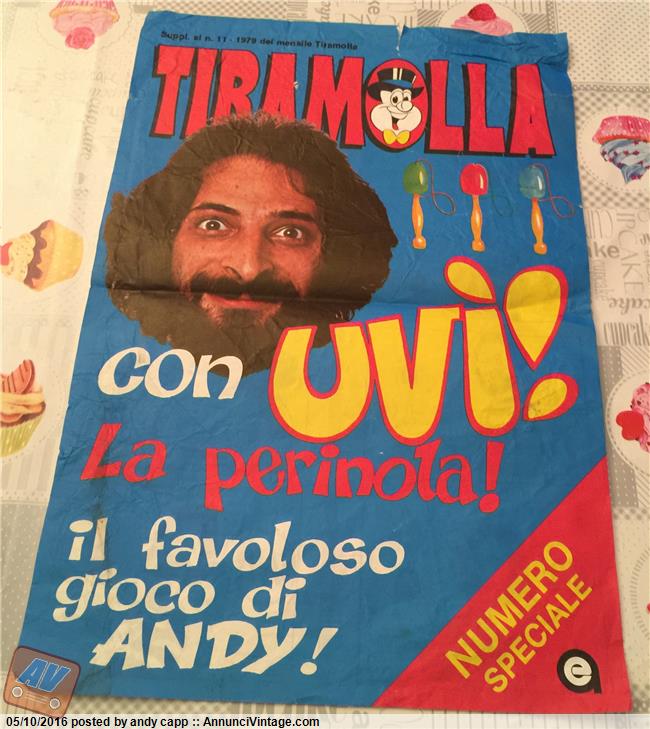 Suppl. al n. 11 - 1979 del mensile Tiramolla
TIRAMOLLA
con UVÌ!
La perinola!
il favoloso
gioco di
ANDY!
NUMERO
SPECIALE
e
AV
05/10/2016 posted by andy capp :: AnnunciVintage.com